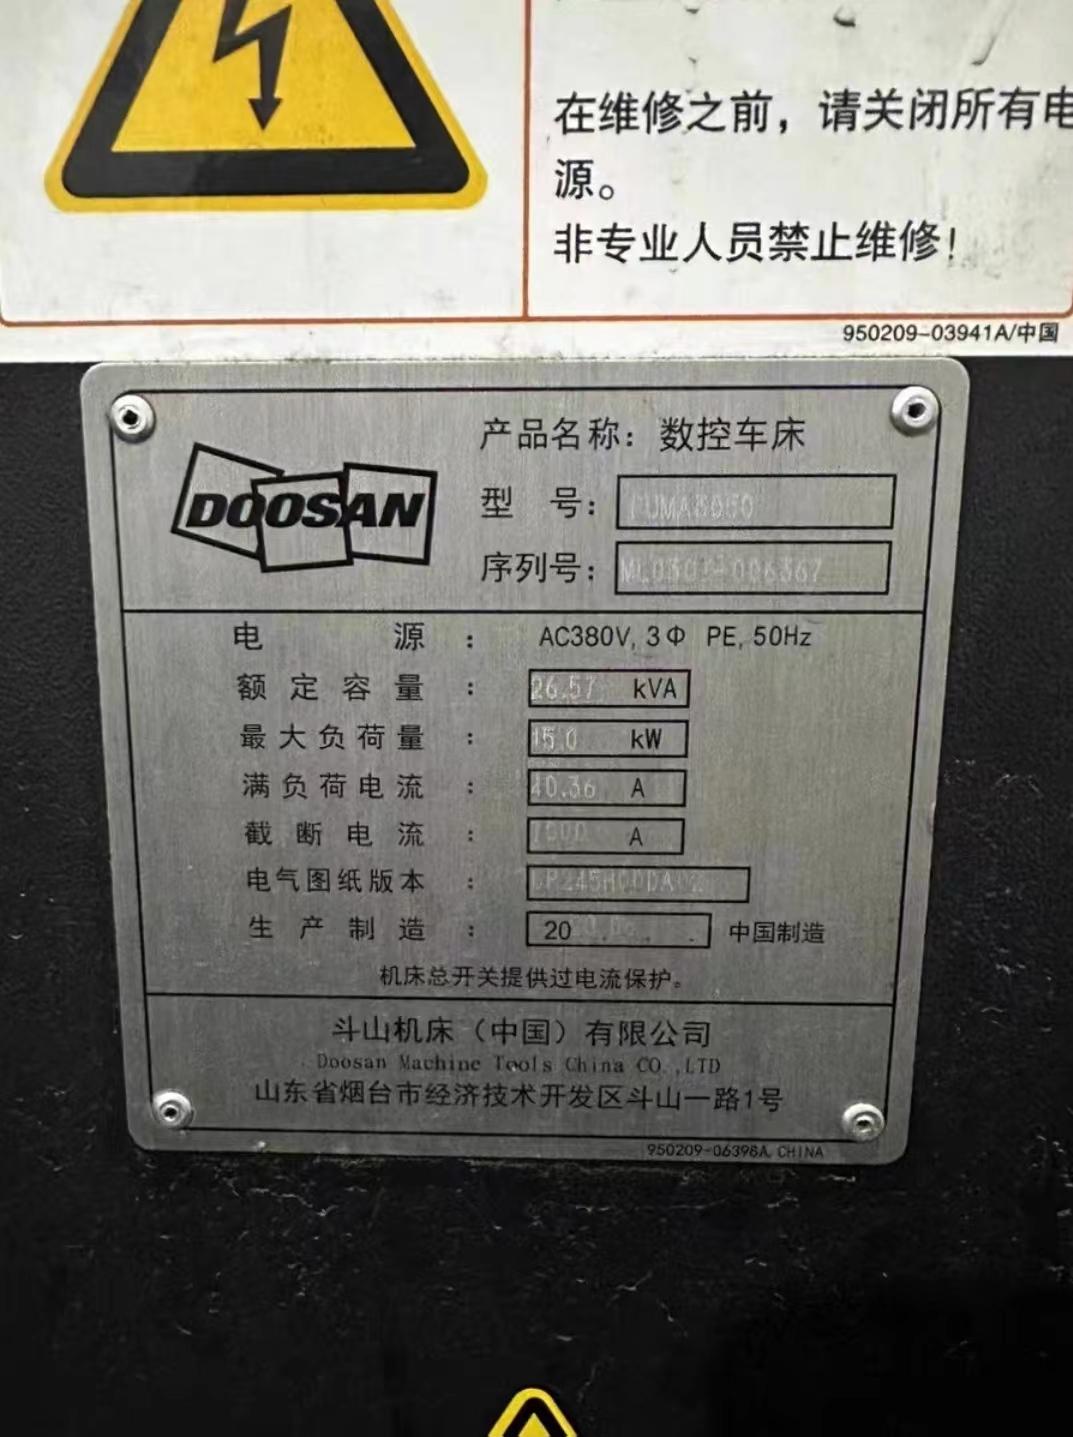 在维修之前，请关闭所有电
源。
非专业人员禁止维修！
950209-03941A/中国
DOOSAN
产品名称：数控车床
型 号：
序列号：
电 源 ： AC380V, 3Φ PE, 50Hz
额定容量 ： 26.57 kVA
最大负荷量 ： 15.0 kW
满负荷电流 ： 40.36 A
截断电流 ： A
电气图纸版本 ：
生产制造 ： 20 中国制造
机床总开关提供过电流保护。
斗山机床（中国）有限公司
Doosan Machine Tools China CO.,LTD
山东省烟台市经济技术开发区斗山一路1号
950209-06398A, CHINA